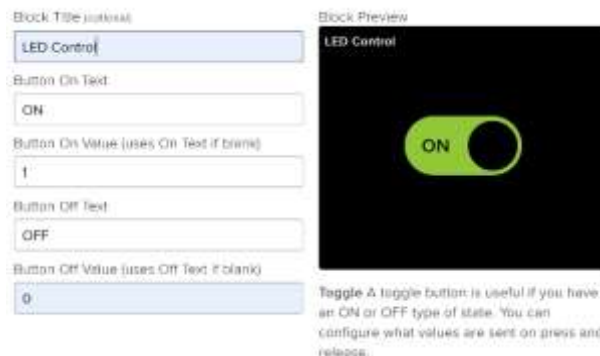 Block Title (optional)
LED Control
Button On Text
ON
Button On Value (uses On Text if blank)
1
Button Off Text
OFF
Button Off Value (uses Off Text if blank)
0
Block Preview
LED Control
ON
Toggle A toggle button is useful if you have
an ON or OFF type of state. You can
configure what values are sent on press and
release.